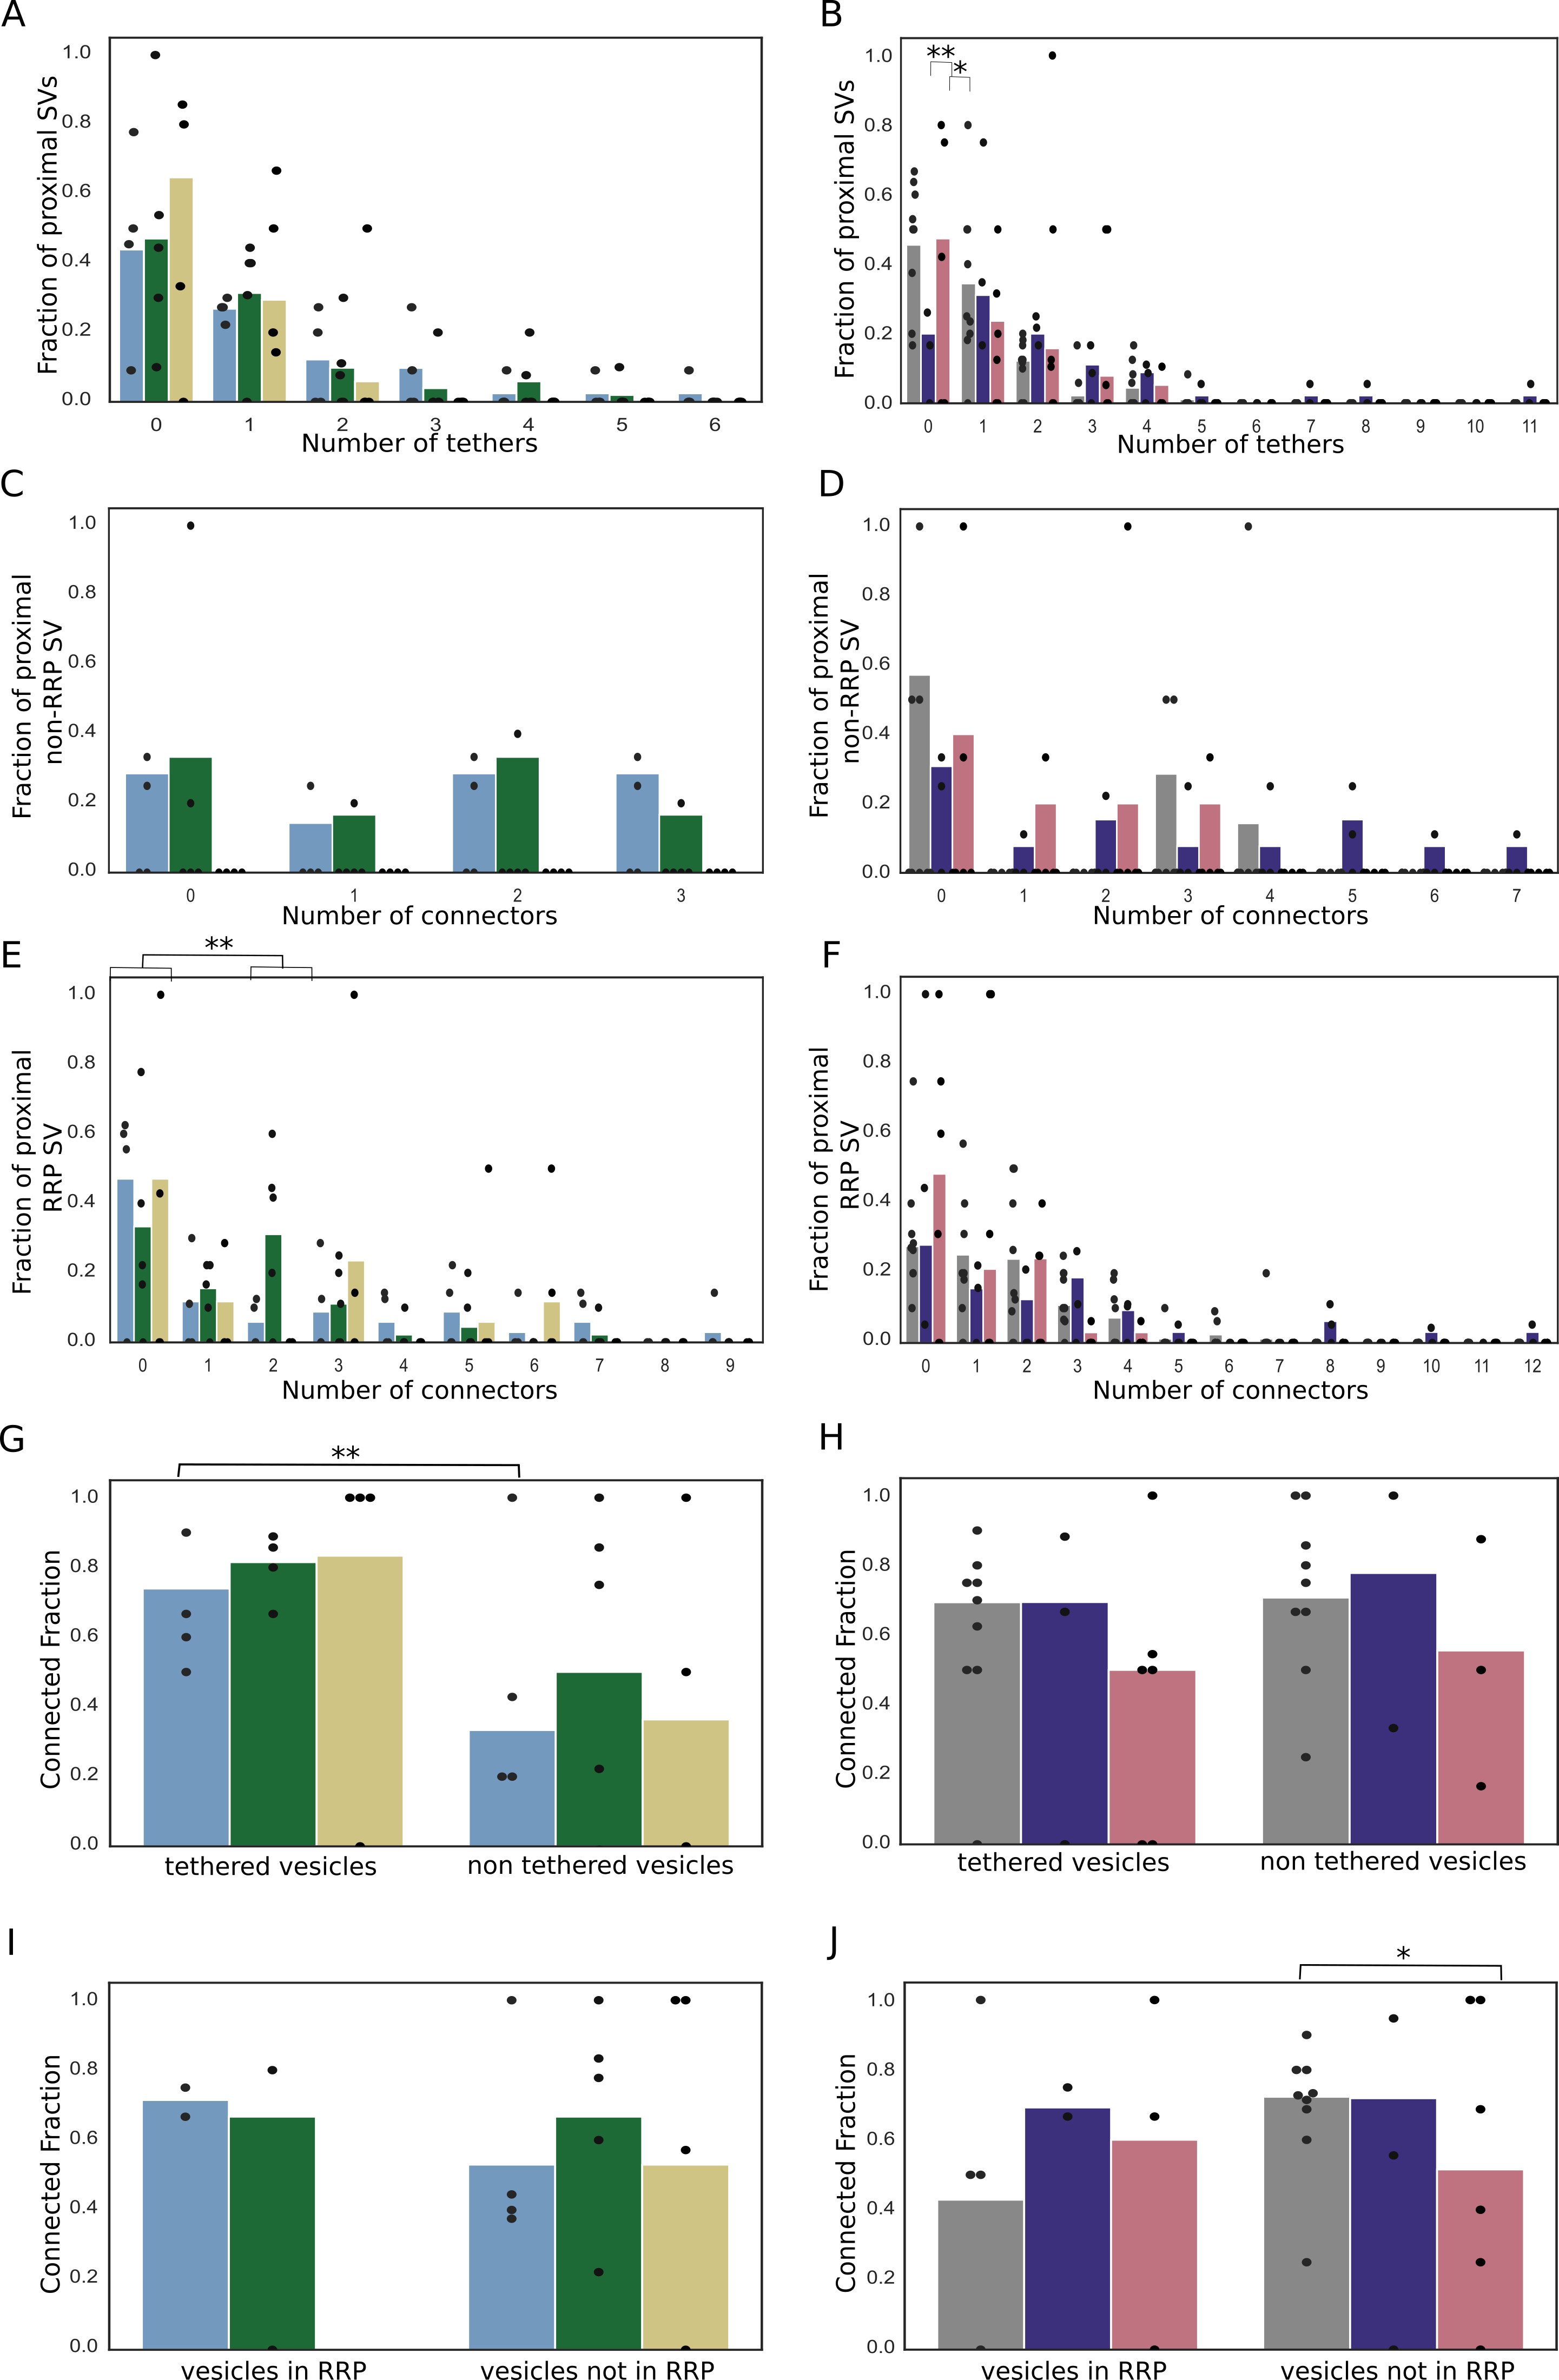 A
Fraction of proximal SVs
1.0
0.8
0.6
0.4
0.2
0.0
0 1 2 3 4 5 6
Number of tethers
B
Fraction of proximal SVs
1.0
0.8
0.6
0.4
0.2
0.0
**
*
0 1 2 3 4 5 6 7 8 9 10 11
Number of tethers
C
Fraction of proximal
non-RRP SV
1.0
0.8
0.6
0.4
0.2
0.0
0 1 2 3
Number of connectors
D
Fraction of proximal
non-RRP SV
1.0
0.8
0.6
0.4
0.2
0.0
0 1 2 3 4 5 6 7
Number of connectors
E
**
Fraction of proximal
RRP SV
1.0
0.8
0.6
0.4
0.2
0.0
0 1 2 3 4 5 6 7 8 9
Number of connectors
F
Fraction of proximal
RRP SV
1.0
0.8
0.6
0.4
0.2
0.0
0 1 2 3 4 5 6 7 8 9 10 11 12
Number of connectors
G
**
Connected Fraction
1.0
0.8
0.6
0.4
0.2
0.0
tethered vesicles
non tethered vesicles
H
Connected Fraction
1.0
0.8
0.6
0.4
0.2
0.0
tethered vesicles
non tethered vesicles
I
Connected Fraction
1.0
0.8
0.6
0.4
0.2
0.0
vesicles in RRP
vesicles not in RRP
J
*
Connected Fraction
1.0
0.8
0.6
0.4
0.2
0.0
vesicles in RRP
vesicles not in RRP